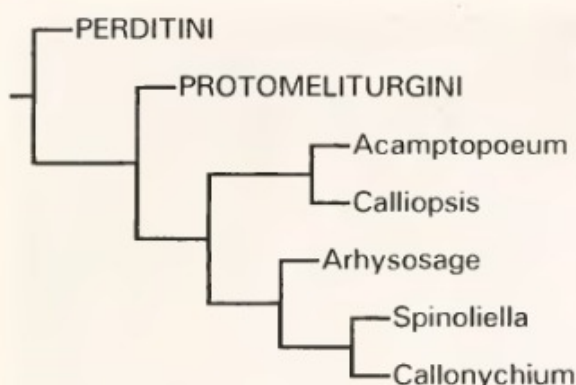 PERDITINI
PROTOMELITURGINI
Acamptopoeum
Calliopsis
Arhysosage
Spinoliella
Callonychium